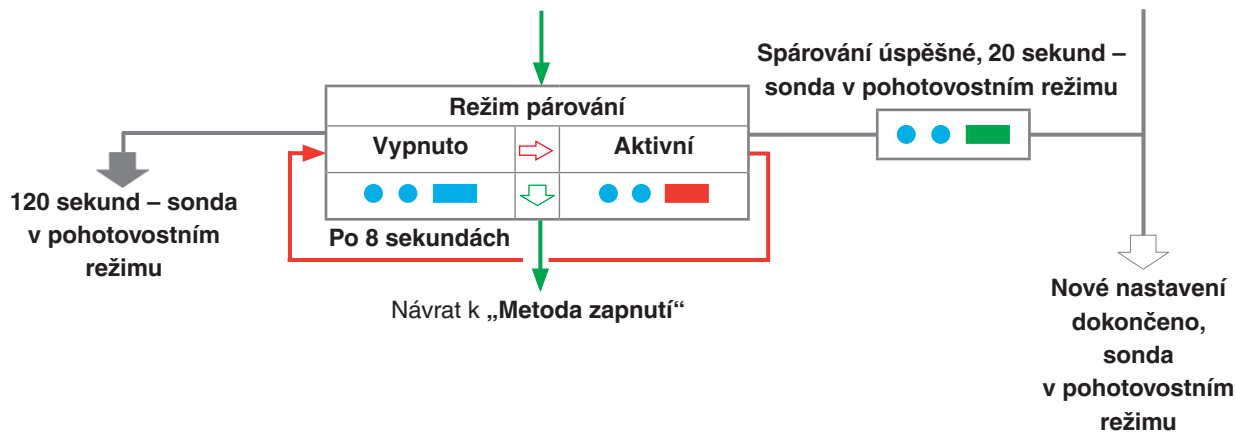 Spárování úspěšné, 20 sekund –
sonda v pohotovostním režimu
Režim párování
Vypnuto
Aktivní
120 sekund – sonda
v pohotovostním
režimu
Po 8 sekundách
Návrat k „Metoda zapnutí“
Nové nastavení
dokončeno,
sonda
v pohotovostním
režimu